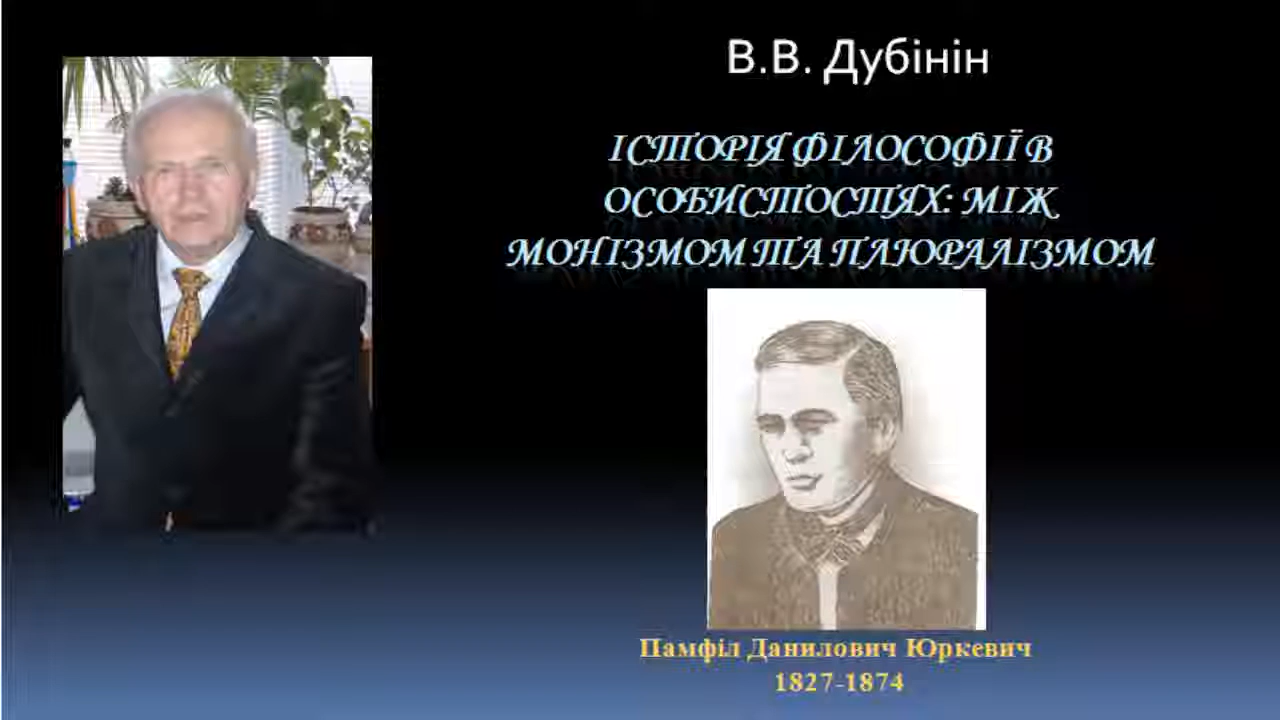 В.В. Дубінін
ІСТОРІЯ ФІЛОСОФІЇ В
ОСОБИСТОСТЯХ: МІЖ
МОНІЗМОМ ТА ПЛЮРАЛІЗМОМ
Памфіл Данилович Юркевич
1827-1874